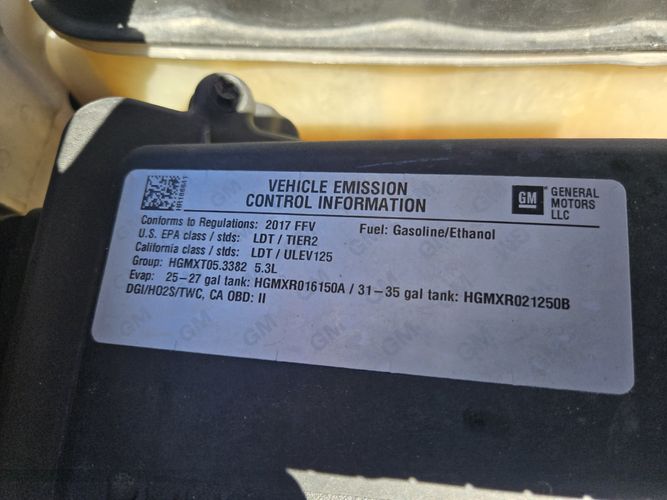 VEHICLE EMISSION
CONTROL INFORMATION
GM
GENERAL
MOTORS
LLC
Conforms to Regulations: 2017 FFV
Fuel: Gasoline/Ethanol
U.S. EPA class / stds: LDT / TIER2
California class / stds: LDT / ULEV125
Group: HGMXT05.3382 5.3L
Evap: 25-27 gal tank: HGMXR016150A / 31-35 gal tank: HGMXR021250B
DGI/HO2S/TWC, CA OBD: II